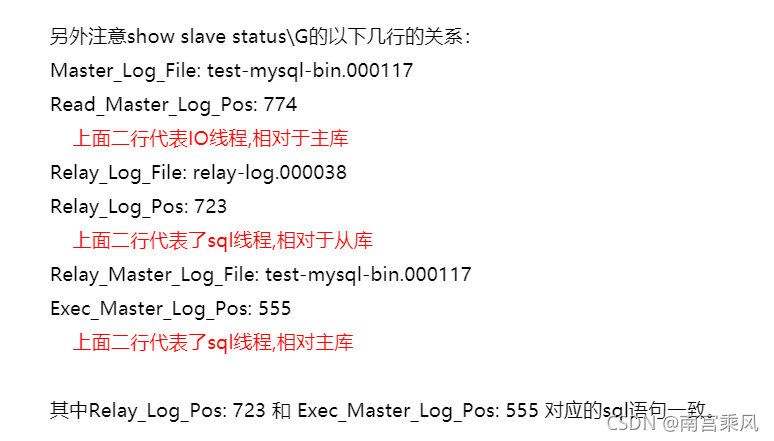 另外注意show slave status\G的以下几行的关系：
Master_Log_File: test-mysql-bin.000117
Read_Master_Log_Pos: 774
上面二行代表IO线程,相对于主库
Relay_Log_File: relay-log.000038
Relay_Log_Pos: 723
上面二行代表了sql线程,相对于从库
Relay_Master_Log_File: test-mysql-bin.000117
Exec_Master_Log_Pos: 555
上面二行代表了sql线程,相对主库
其中Relay_Log_Pos: 723 和 Exec_Master_Log_Pos: 555 对应的sql语句一致。
CSDN @南宫乘风